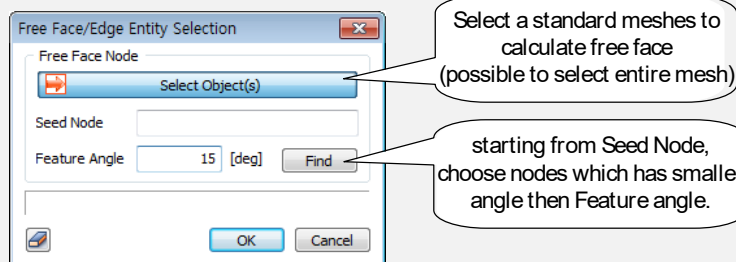 Free Face/Edge Entity Selection
Free Face Node
Select Object(s)
Seed Node
Feature Angle 15 [deg] Find
OK Cancel
Select a standard meshes to
calculate free face
(possible to select entire mesh)
starting from Seed Node,
choose nodes which has smalle
angle then Feature angle.